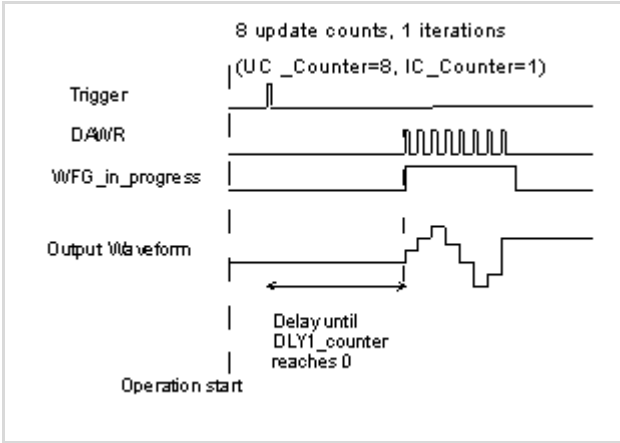 8 update counts, 1 iterations
(UC _Counter=8, IC_Counter=1)
Trigger
DAWR
WFG_in_progress
Output Waveform
Delay until
DLY1_counter
reaches 0
Operation start